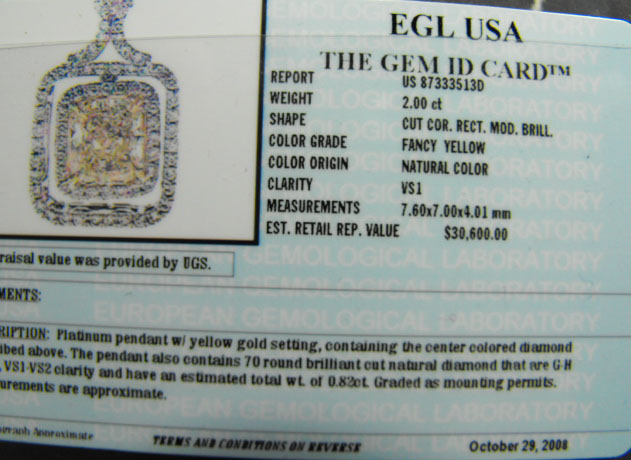 EGL USA
THE GEM ID CARD™
REPORT US 87333513D
WEIGHT 2.00 ct
SHAPE CUT COR. RECT. MOD. BRILL.
COLOR GRADE FANCY YELLOW
COLOR ORIGIN NATURAL COLOR
CLARITY VS1
MEASUREMENTS 7.60x7.00x4.01 mm
EST. RETAIL REP. VALUE $30,600.00
raisal value was provided by UGS.
MENTS:
RIPTION: Platinum pendant w/ yellow gold setting, containing the center colored diamond
ibed above. The pendant also contains 70 round brilliant cut natural diamond that are G-H
, VS1-VS2 clarity and have an estimated total wt. of 0.82ct. Graded as mounting permits.
urements are approximate.
EUROPEAN GEMOLOGICAL LABORATORY
ograph Approximate
TERMS AND CONDITIONS ON REVERSE
October 29, 2008